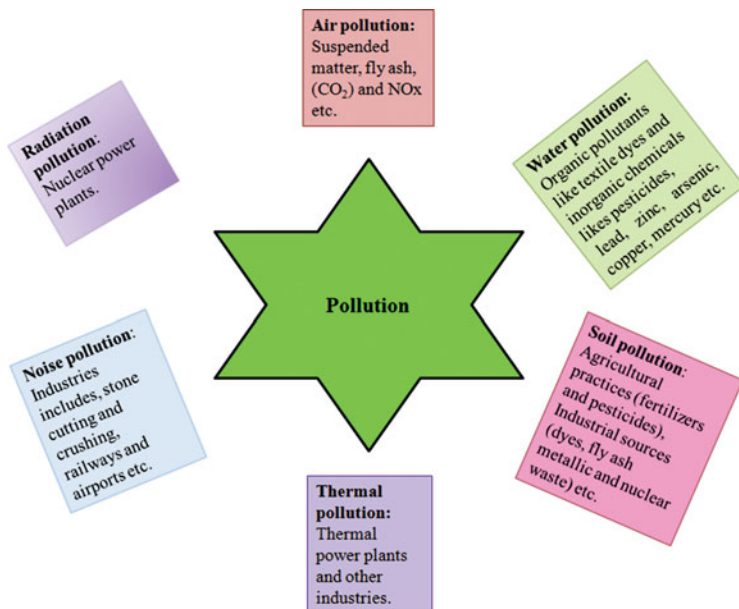 Air pollution:
Suspended
matter, fly ash,
(CO₂) and NOx
etc.
Radiation
pollution:
Nuclear power
plants.
Water pollution:
Organic pollutants
like textile dyes and
inorganic chemicals
likes pesticides,
lead, zinc, arsenic,
copper, mercury etc.
Pollution
Noise pollution:
Industries
includes, stone
cutting and
crushing,
railways and
airports etc.
Soil pollution:
Agricultural
practices (fertilizers
and pesticides),
Industrial sources
(dyes, fly ash
metallic and nuclear
waste) etc.
Thermal
pollution:
Thermal
power plants
and other
industries.